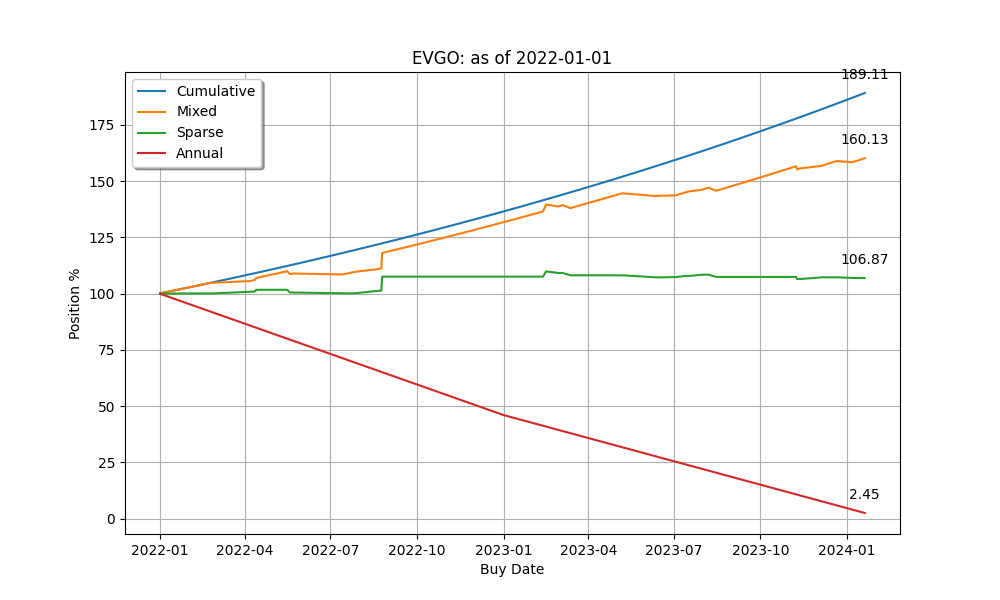 EVGO: as of 2022-01-01
Cumulative
Mixed
Sparse
Annual
189.11
160.13
106.87
2.45
175
150
125
100
75
50
25
0
Position %
2022-01 2022-04 2022-07 2022-10 2023-01 2023-04 2023-07 2023-10 2024-01
Buy Date